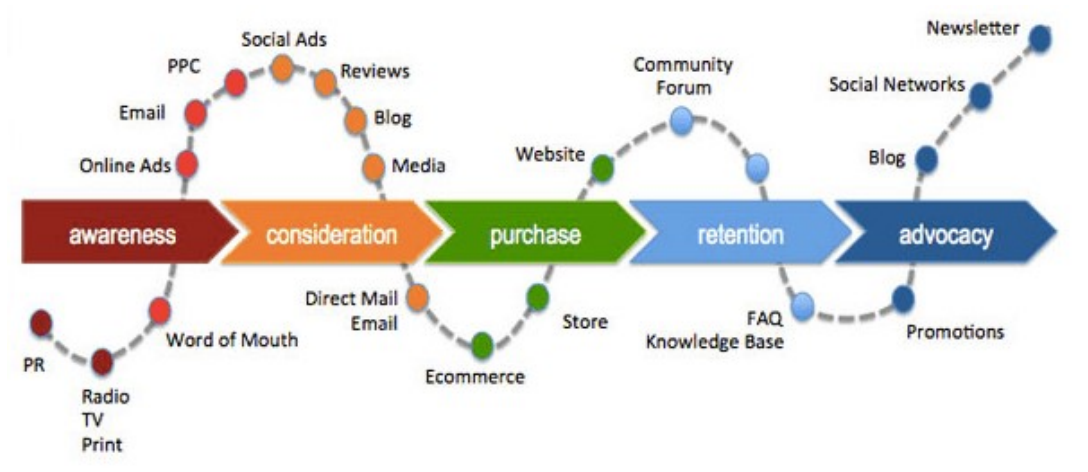 Newsletter
Social Ads
PPC
Reviews
Community
Forum
Social Networks
Email
Blog
Website
Blog
Online Ads
Media
awareness
consideration
purchase
retention
advocacy
Direct Mail
Email
Store
FAQ
Knowledge Base
Promotions
Word of Mouth
PR
Ecommerce
Radio
TV
Print